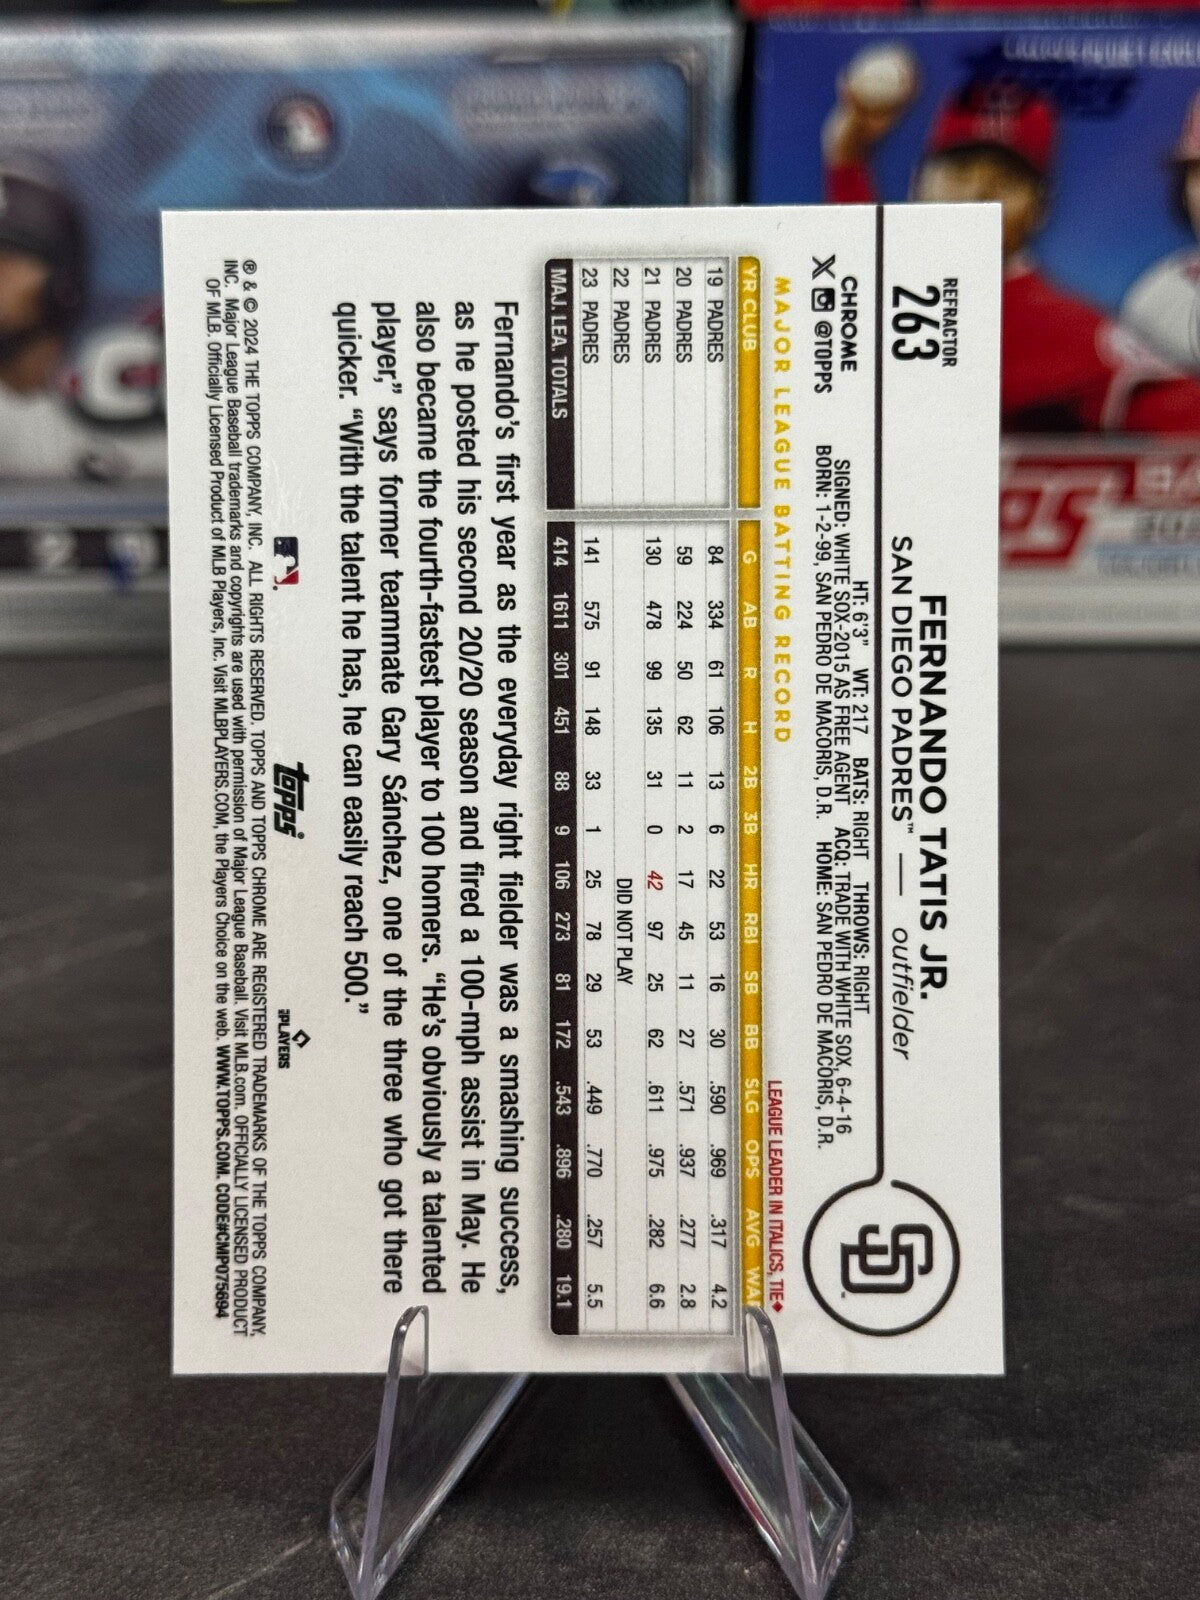 REFRACTOR
263
FERNANDO TATIS JR.
SAN DIEGO PADRES™ — outfielder
SD
CHROME
X @TOPPS
HT: 6'3" WT: 217 BATS: RIGHT THROWS: RIGHT
SIGNED: WHITE SOX-2015 AS FREE AGENT ACQ: TRADE WITH WHITE SOX, 6-4-16
BORN: 1-2-99, SAN PEDRO DE MACORIS, D.R. HOME: SAN PEDRO DE MACORIS, D.R.
MAJOR LEAGUE BATTING RECORD
LEAGUE LEADER IN ITALICS, TIE♦
YR CLUB G AB R H 2B 3B HR RBI SB BB SLG OPS AVG WAR
19 PADRES 84 334 61 106 13 6 22 53 16 30 .590 .969 .317 4.2
20 PADRES 59 224 50 62 11 2 17 45 11 27 .571 .937 .277 2.8
21 PADRES 130 478 99 135 31 0 42 97 25 62 .611 .975 .282 6.6
22 PADRES DID NOT PLAY
23 PADRES 141 575 91 148 33 1 25 78 29 53 .449 .770 .257 5.5
MAJ. LEA. TOTALS 414 1611 301 451 88 9 106 273 81 172 .543 .896 .280 19.1
Fernando's first year as the everyday right fielder was a smashing success,
as he posted his second 20/20 season and fired a 100-mph assist in May. He
also became the fourth-fastest player to 100 homers. "He's obviously a talented
player," says former teammate Gary Sánchez, one of the three who got there
quicker. "With the talent he has, he can easily reach 500."
topps
PLAYERS
® & © 2024 THE TOPPS COMPANY, INC. ALL RIGHTS RESERVED. TOPPS AND TOPPS CHROME ARE REGISTERED TRADEMARKS OF THE TOPPS COMPANY,
INC. Major League Baseball trademarks and copyrights are used with permission of Major League Baseball. Visit MLB.com. OFFICIALLY LICENSED PRODUCT
OF MLB. Officially Licensed Product of MLB Players, Inc. Visit MLBPLAYERS.COM, the Players Choice on the web. WWW.TOPPS.COM. CODE#CMP075694